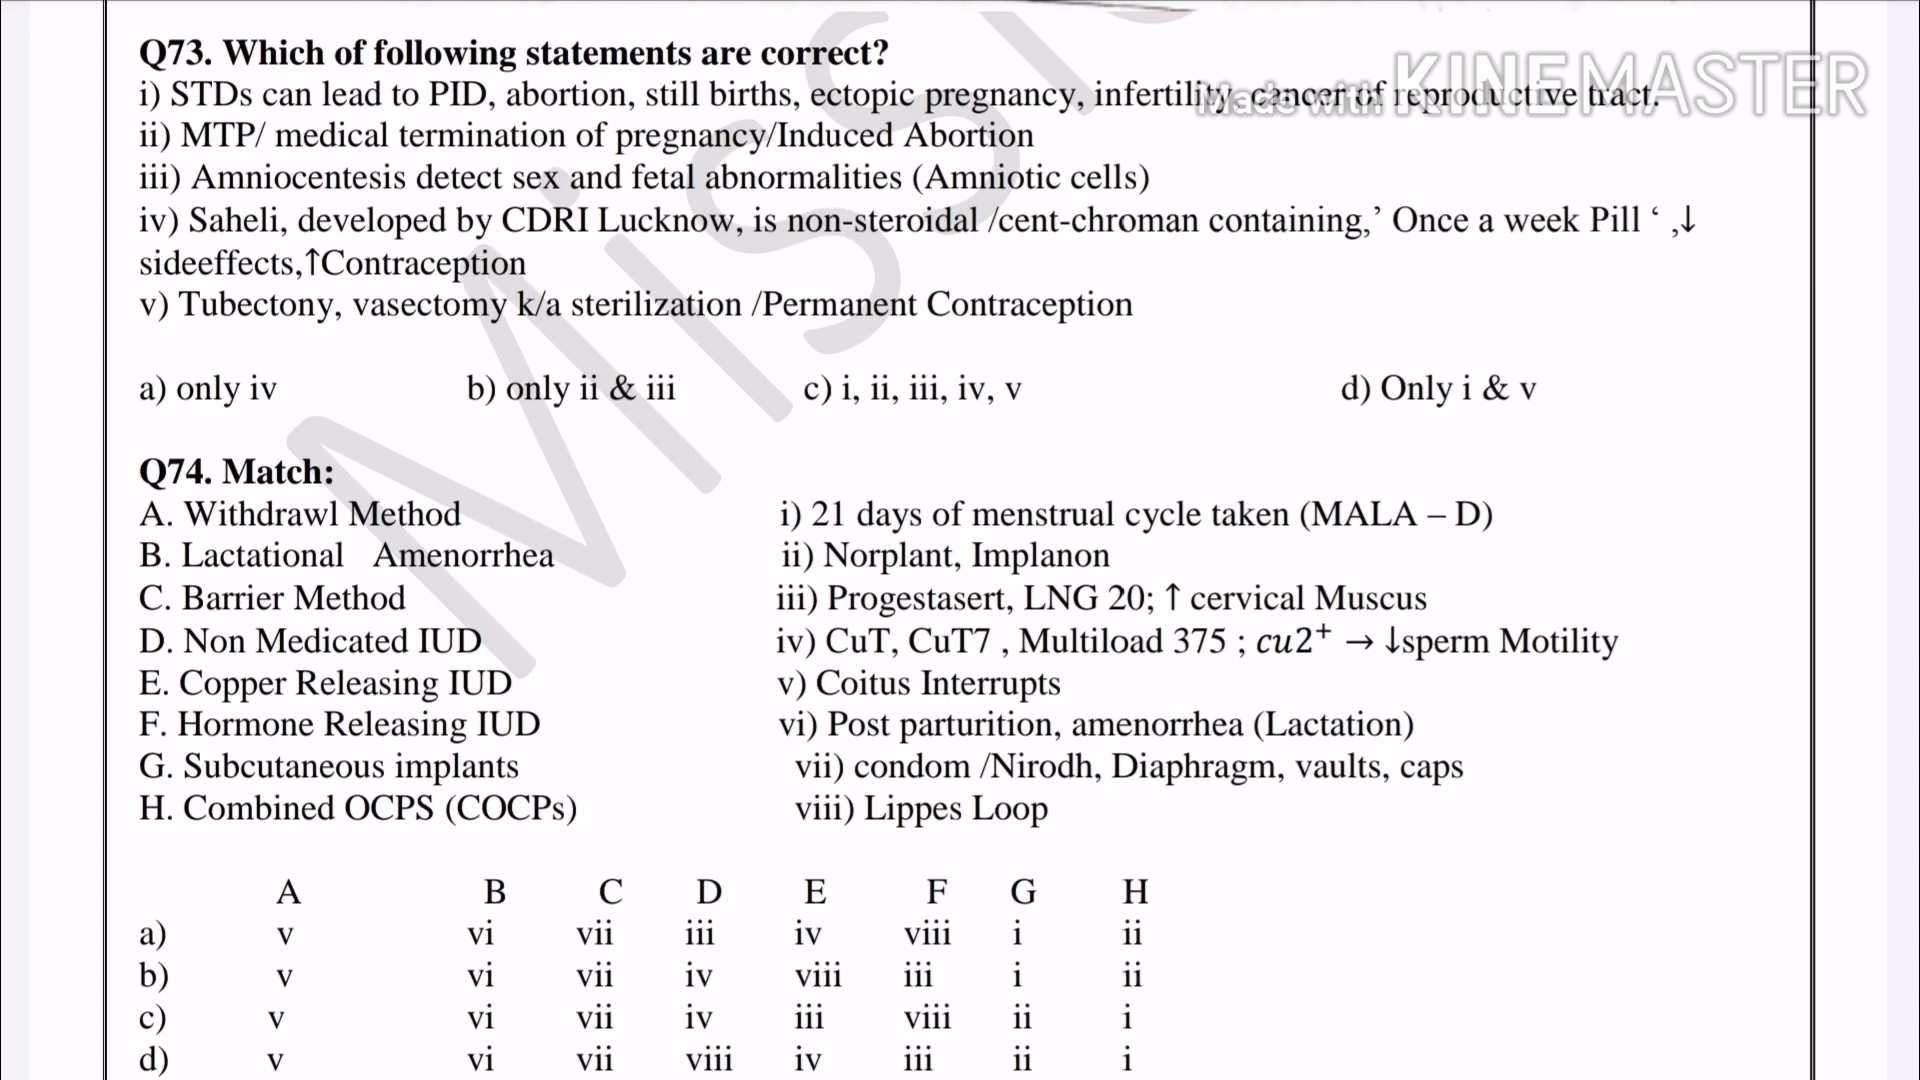 Q73. Which of following statements are correct?
i) STDs can lead to PID, abortion, still births, ectopic pregnancy, infertility, cancer of reproductive tract.
Made with KINEMASTER
ii) MTP/ medical termination of pregnancy/Induced Abortion
iii) Amniocentesis detect sex and fetal abnormalities (Amniotic cells)
iv) Saheli, developed by CDRI Lucknow, is non-steroidal /cent-chroman containing,’ Once a week Pill ‘ ,↓
sideeffects,↑Contraception
v) Tubectony, vasectomy k/a sterilization /Permanent Contraception
a) only iv b) only ii & iii c) i, ii, iii, iv, v d) Only i & v
Q74. Match:
A. Withdrawl Method i) 21 days of menstrual cycle taken (MALA – D)
B. Lactational Amenorrhea ii) Norplant, Implanon
C. Barrier Method iii) Progestasert, LNG 20; ↑ cervical Muscus
D. Non Medicated IUD iv) CuT, CuT7 , Multiload 375 ; cu2⁺ → ↓sperm Motility
E. Copper Releasing IUD v) Coitus Interrupts
F. Hormone Releasing IUD vi) Post parturition, amenorrhea (Lactation)
G. Subcutaneous implants vii) condom /Nirodh, Diaphragm, vaults, caps
H. Combined OCPS (COCPs) viii) Lippes Loop
A B C D E F G H
a) v vi vii iii iv viii i ii
b) v vi vii iv viii iii i ii
c) v vi vii iv iii viii ii i
d) v vi vii viii iv iii ii i